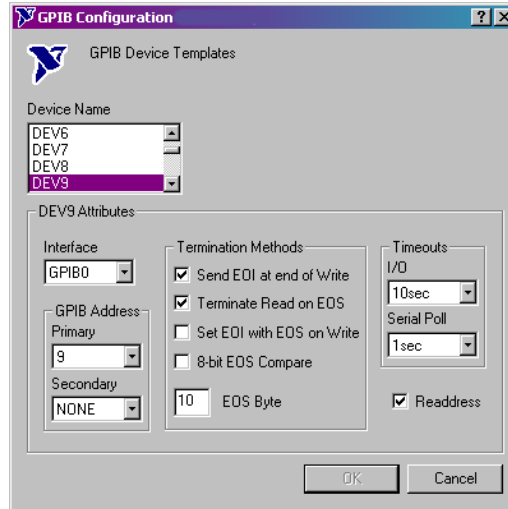 GPIB Configuration
GPIB Device Templates
Device Name
DEV6
DEV7
DEV8
DEV9
DEV9 Attributes
Interface
GPIB0
GPIB Address
Primary
9
Secondary
NONE
Termination Methods
Send EOI at end of Write
Terminate Read on EOS
Set EOI with EOS on Write
8-bit EOS Compare
10 EOS Byte
Timeouts
I/O
10sec
Serial Poll
1sec
Readdress
OK Cancel